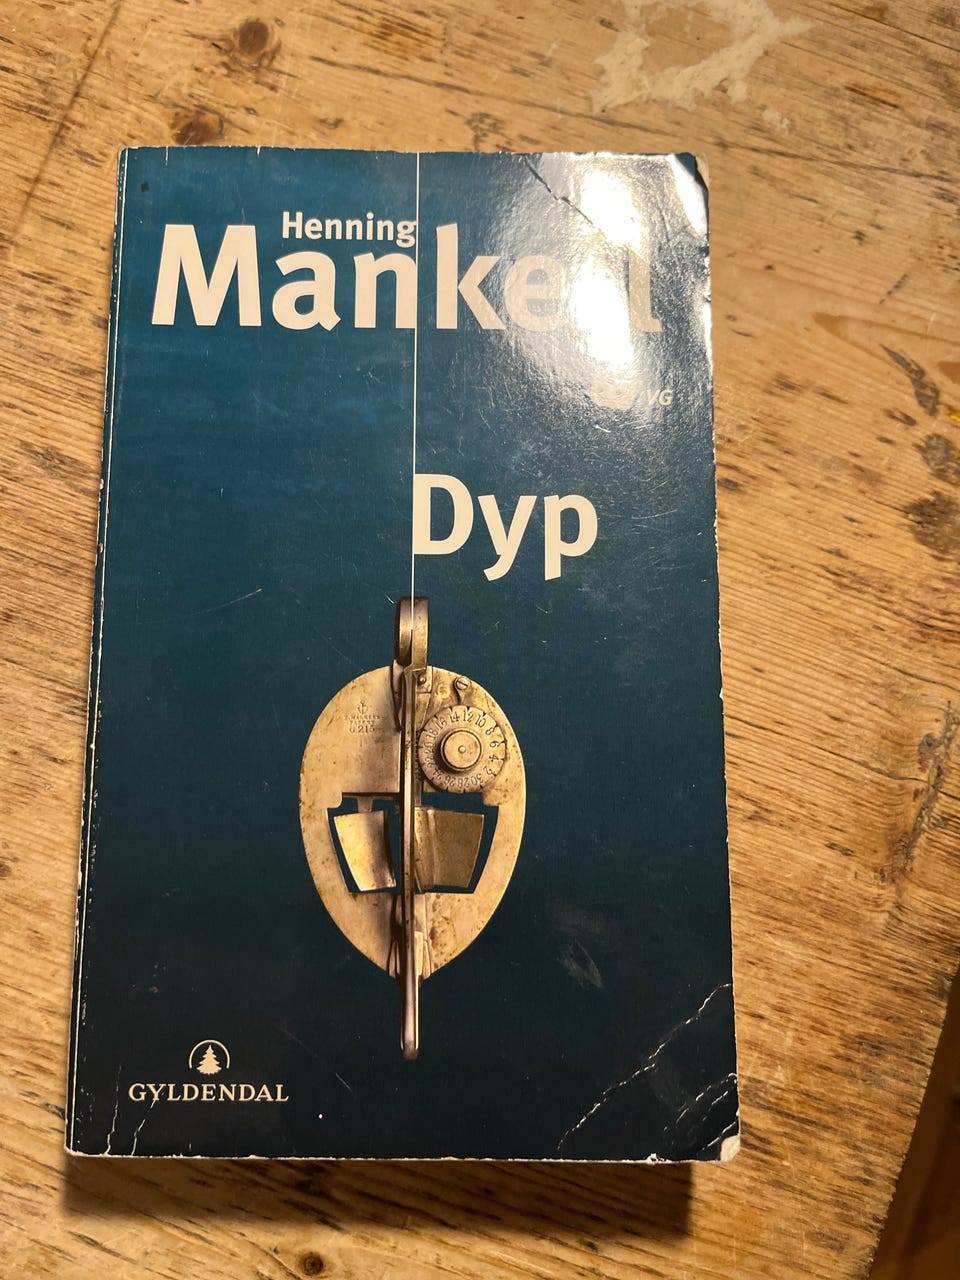 Henning
Mankell
VG
Dyp
GYLDENDAL